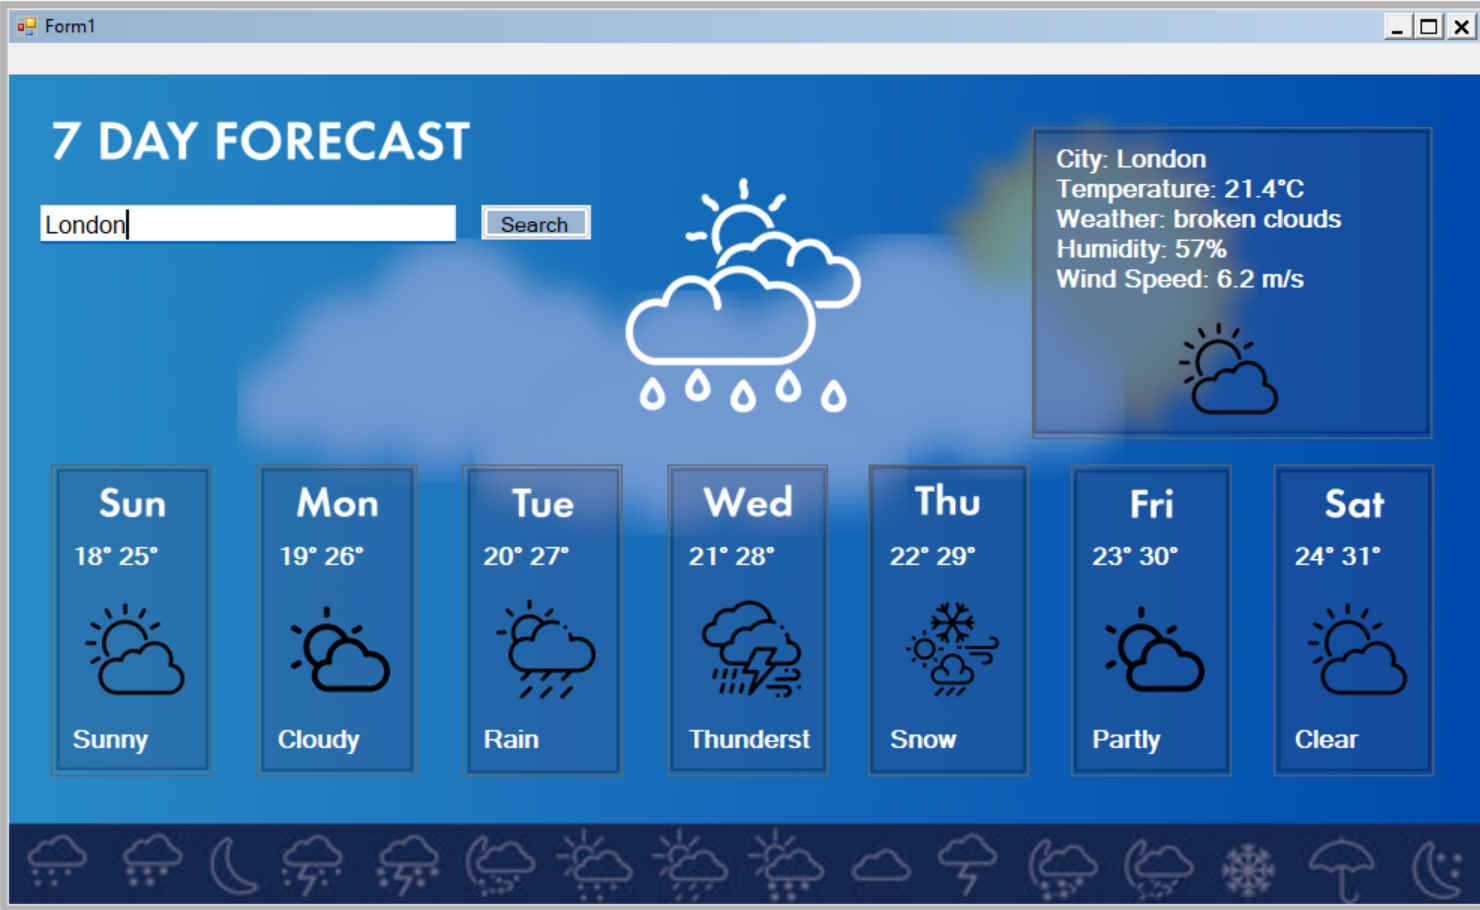 Form1
7 DAY FORECAST
London
Search
City: London
Temperature: 21.4°C
Weather: broken clouds
Humidity: 57%
Wind Speed: 6.2 m/s
Sun
18° 25°
Sunny
Mon
19° 26°
Cloudy
Tue
20° 27°
Rain
Wed
21° 28°
Thunderst
Thu
22° 29°
Snow
Fri
23° 30°
Partly
Sat
24° 31°
Clear